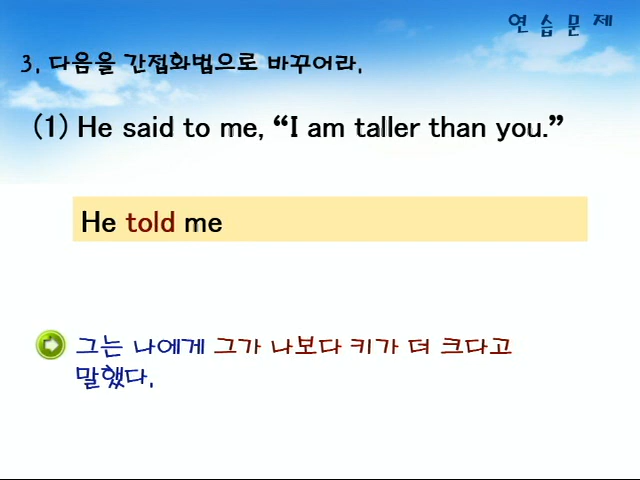 연습문제
3. 다음을 간접화법으로 바꾸어라.
(1) He said to me, “I am taller than you.”
He told me
그는 나에게 그가 나보다 키가 더 크다고
말했다.